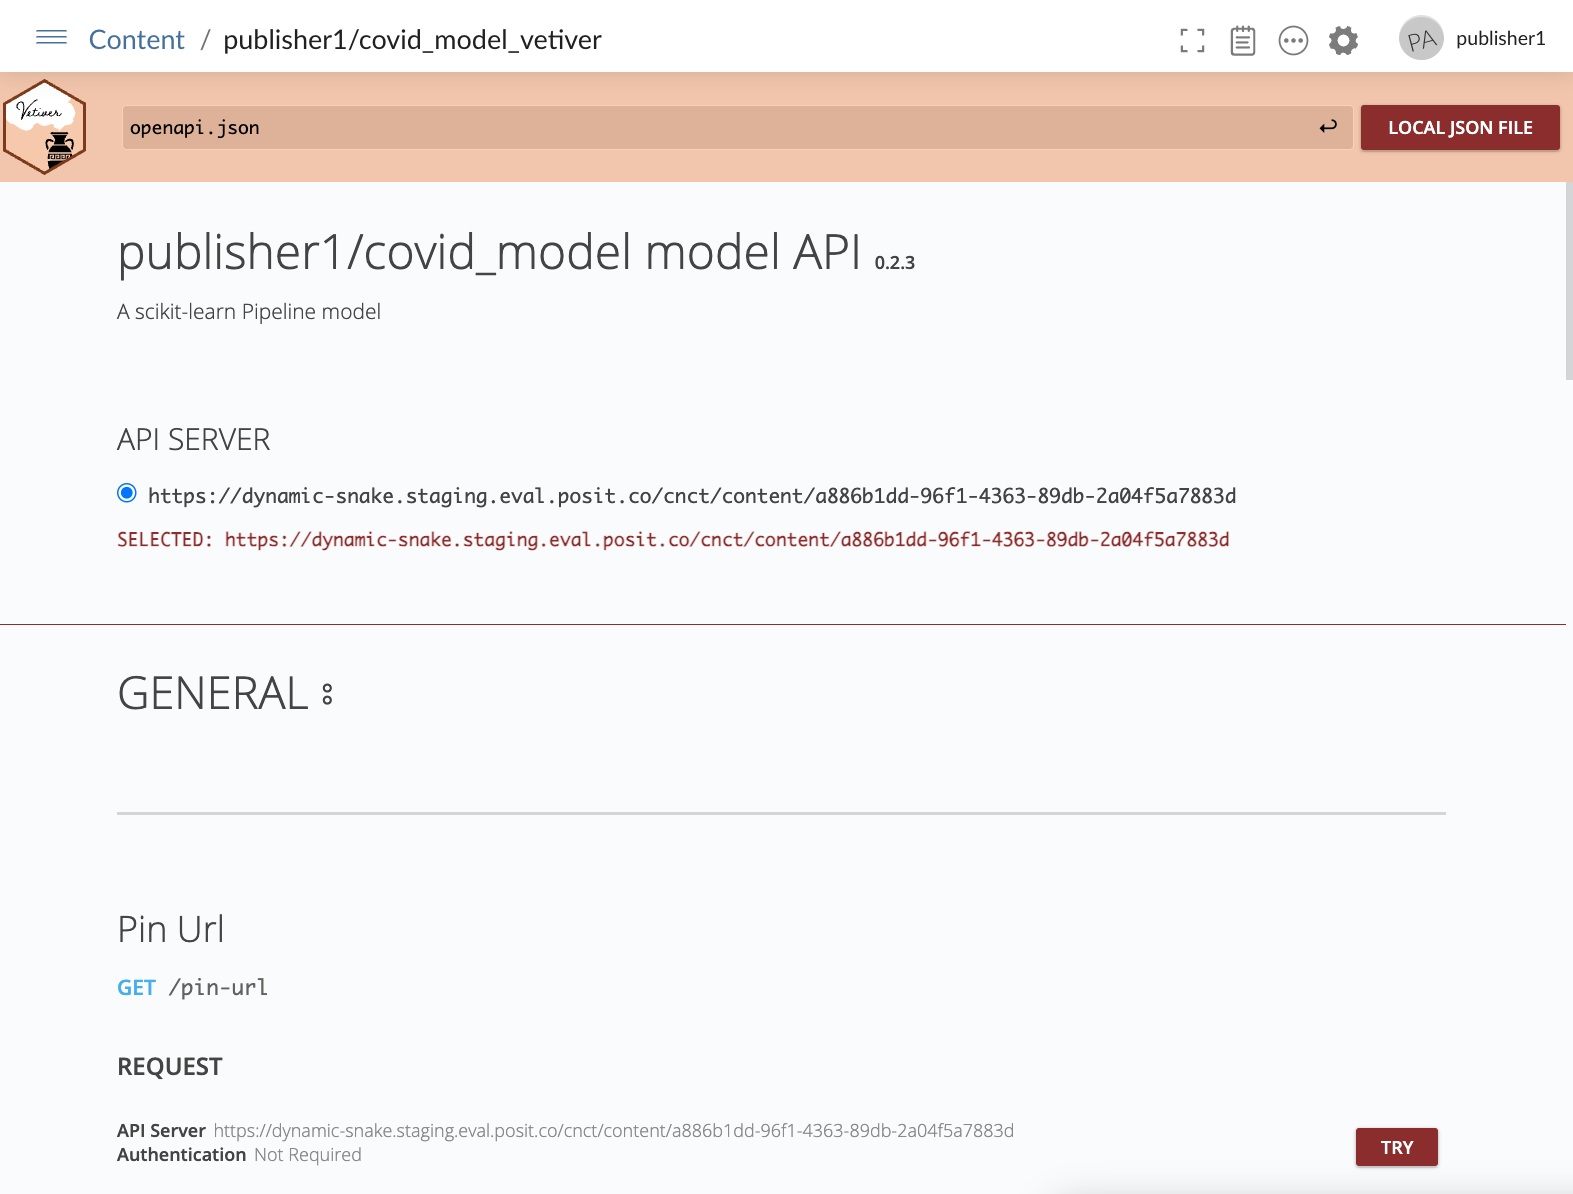 Content / publisher1/covid_model_vetiver
PA publisher1
Vetiver
openapi.json
LOCAL JSON FILE
publisher1/covid_model model API 0.2.3
A scikit-learn Pipeline model
API SERVER
https://dynamic-snake.staging.eval.posit.co/cnct/content/a886b1dd-96f1-4363-89db-2a04f5a7883d
SELECTED: https://dynamic-snake.staging.eval.posit.co/cnct/content/a886b1dd-96f1-4363-89db-2a04f5a7883d
GENERAL
Pin Url
GET /pin-url
REQUEST
API Server https://dynamic-snake.staging.eval.posit.co/cnct/content/a886b1dd-96f1-4363-89db-2a04f5a7883d
Authentication Not Required
TRY